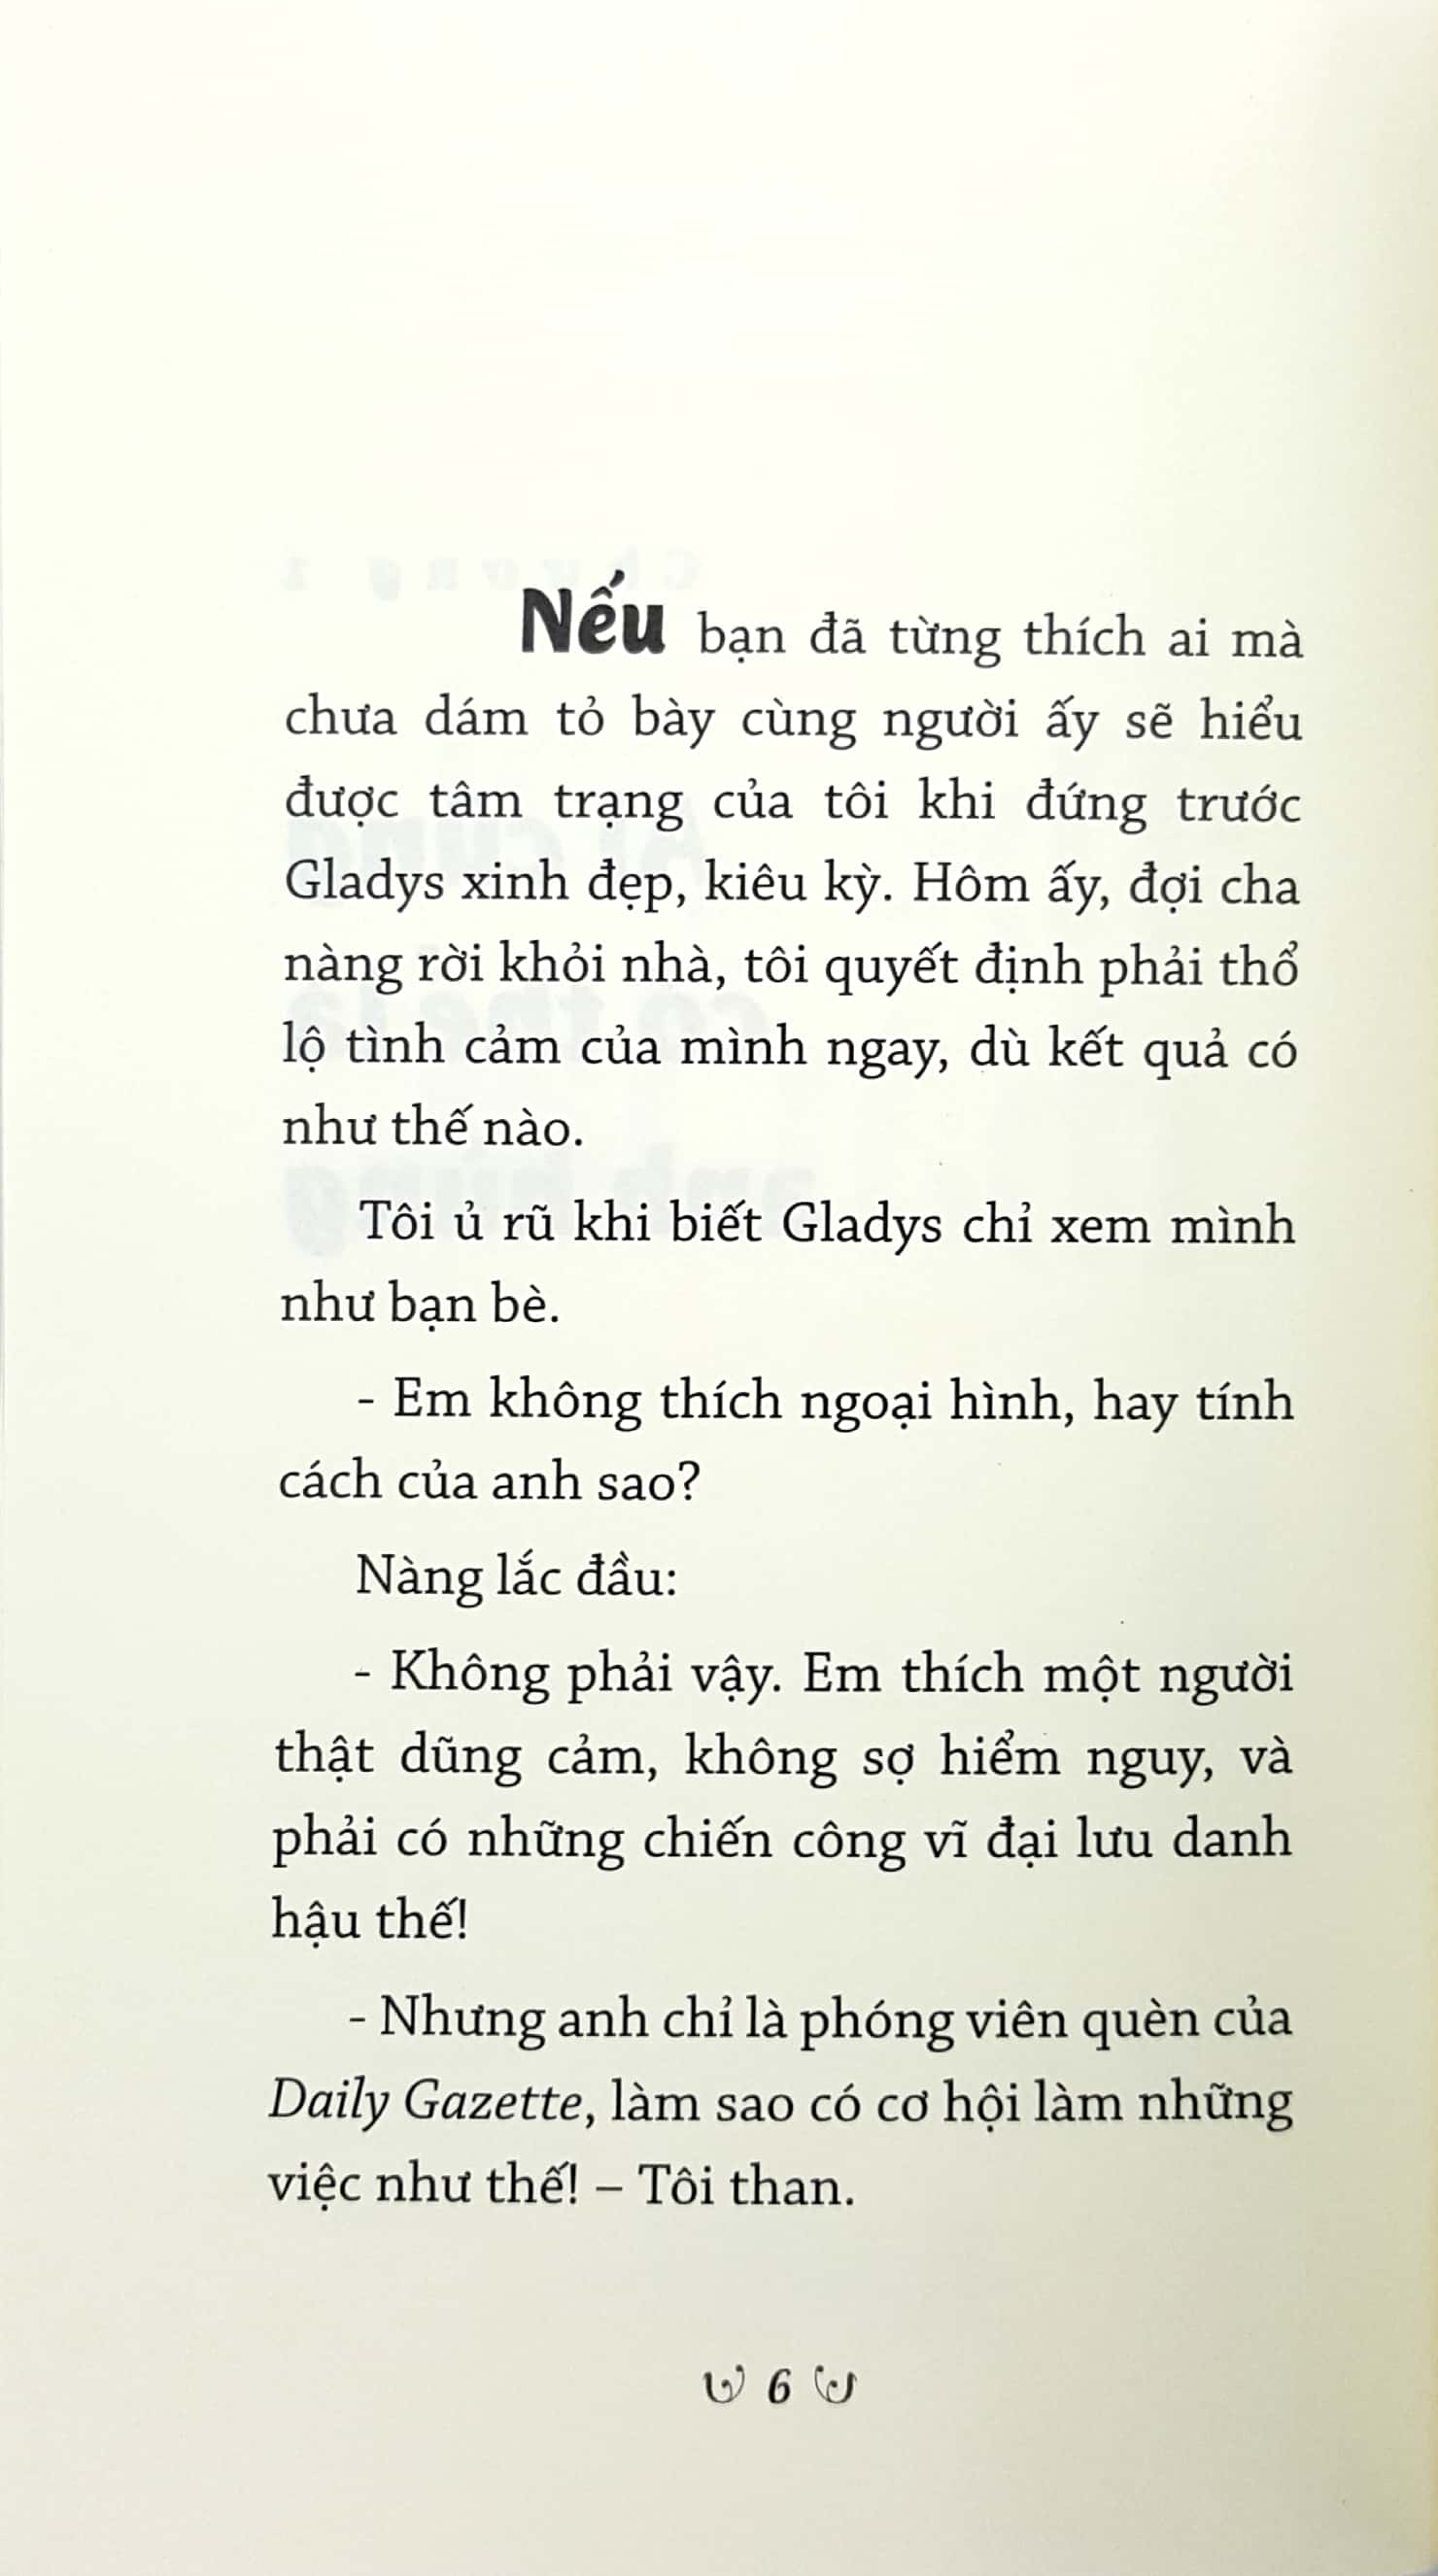 Nếu bạn đã từng thích ai mà
chưa dám tỏ bày cùng người ấy sẽ hiểu
được tâm trạng của tôi khi đứng trước
Gladys xinh đẹp, kiêu kỳ. Hôm ấy, đợi cha
nàng rời khỏi nhà, tôi quyết định phải thổ
lộ tình cảm của mình ngay, dù kết quả có
như thế nào.
Tôi ủ rũ khi biết Gladys chỉ xem mình
như bạn bè.
- Em không thích ngoại hình, hay tính
cách của anh sao?
Nàng lắc đầu:
- Không phải vậy. Em thích một người
thật dũng cảm, không sợ hiểm nguy, và
phải có những chiến công vĩ đại lưu danh
hậu thế!
- Nhưng anh chỉ là phóng viên quèn của
Daily Gazette, làm sao có cơ hội làm những
việc như thế! – Tôi than.
6